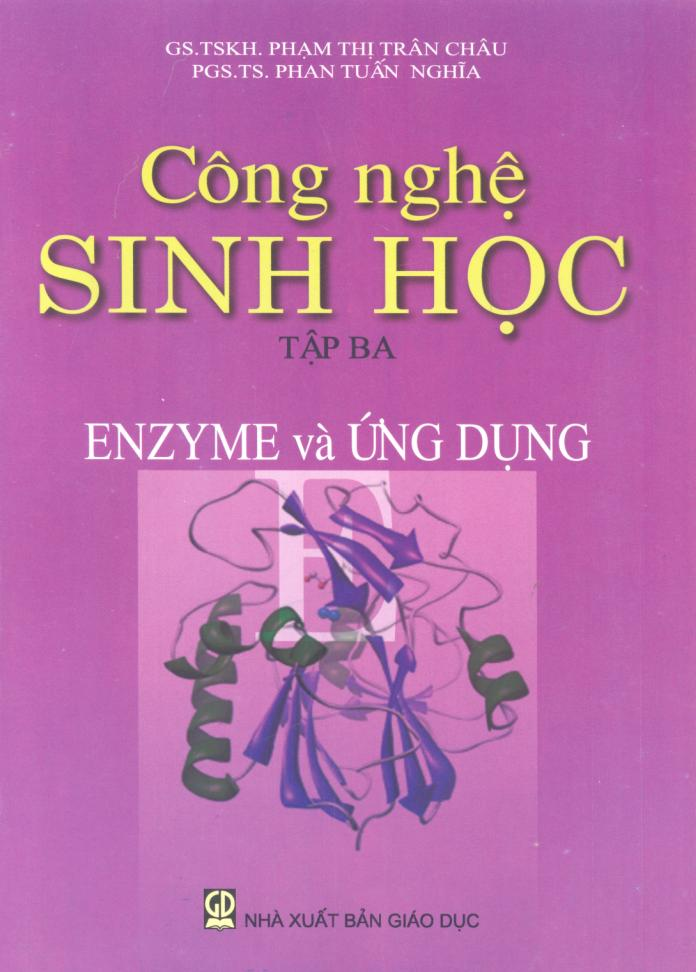 GS.TSKH. PHẠM THỊ TRÂN CHÂU
PGS.TS. PHAN TUẤN NGHĨA
Công nghệ
SINH HỌC
TẬP BA
ENZYME và ỨNG DỤNG
E
GD
NHÀ XUẤT BẢN GIÁO DỤC